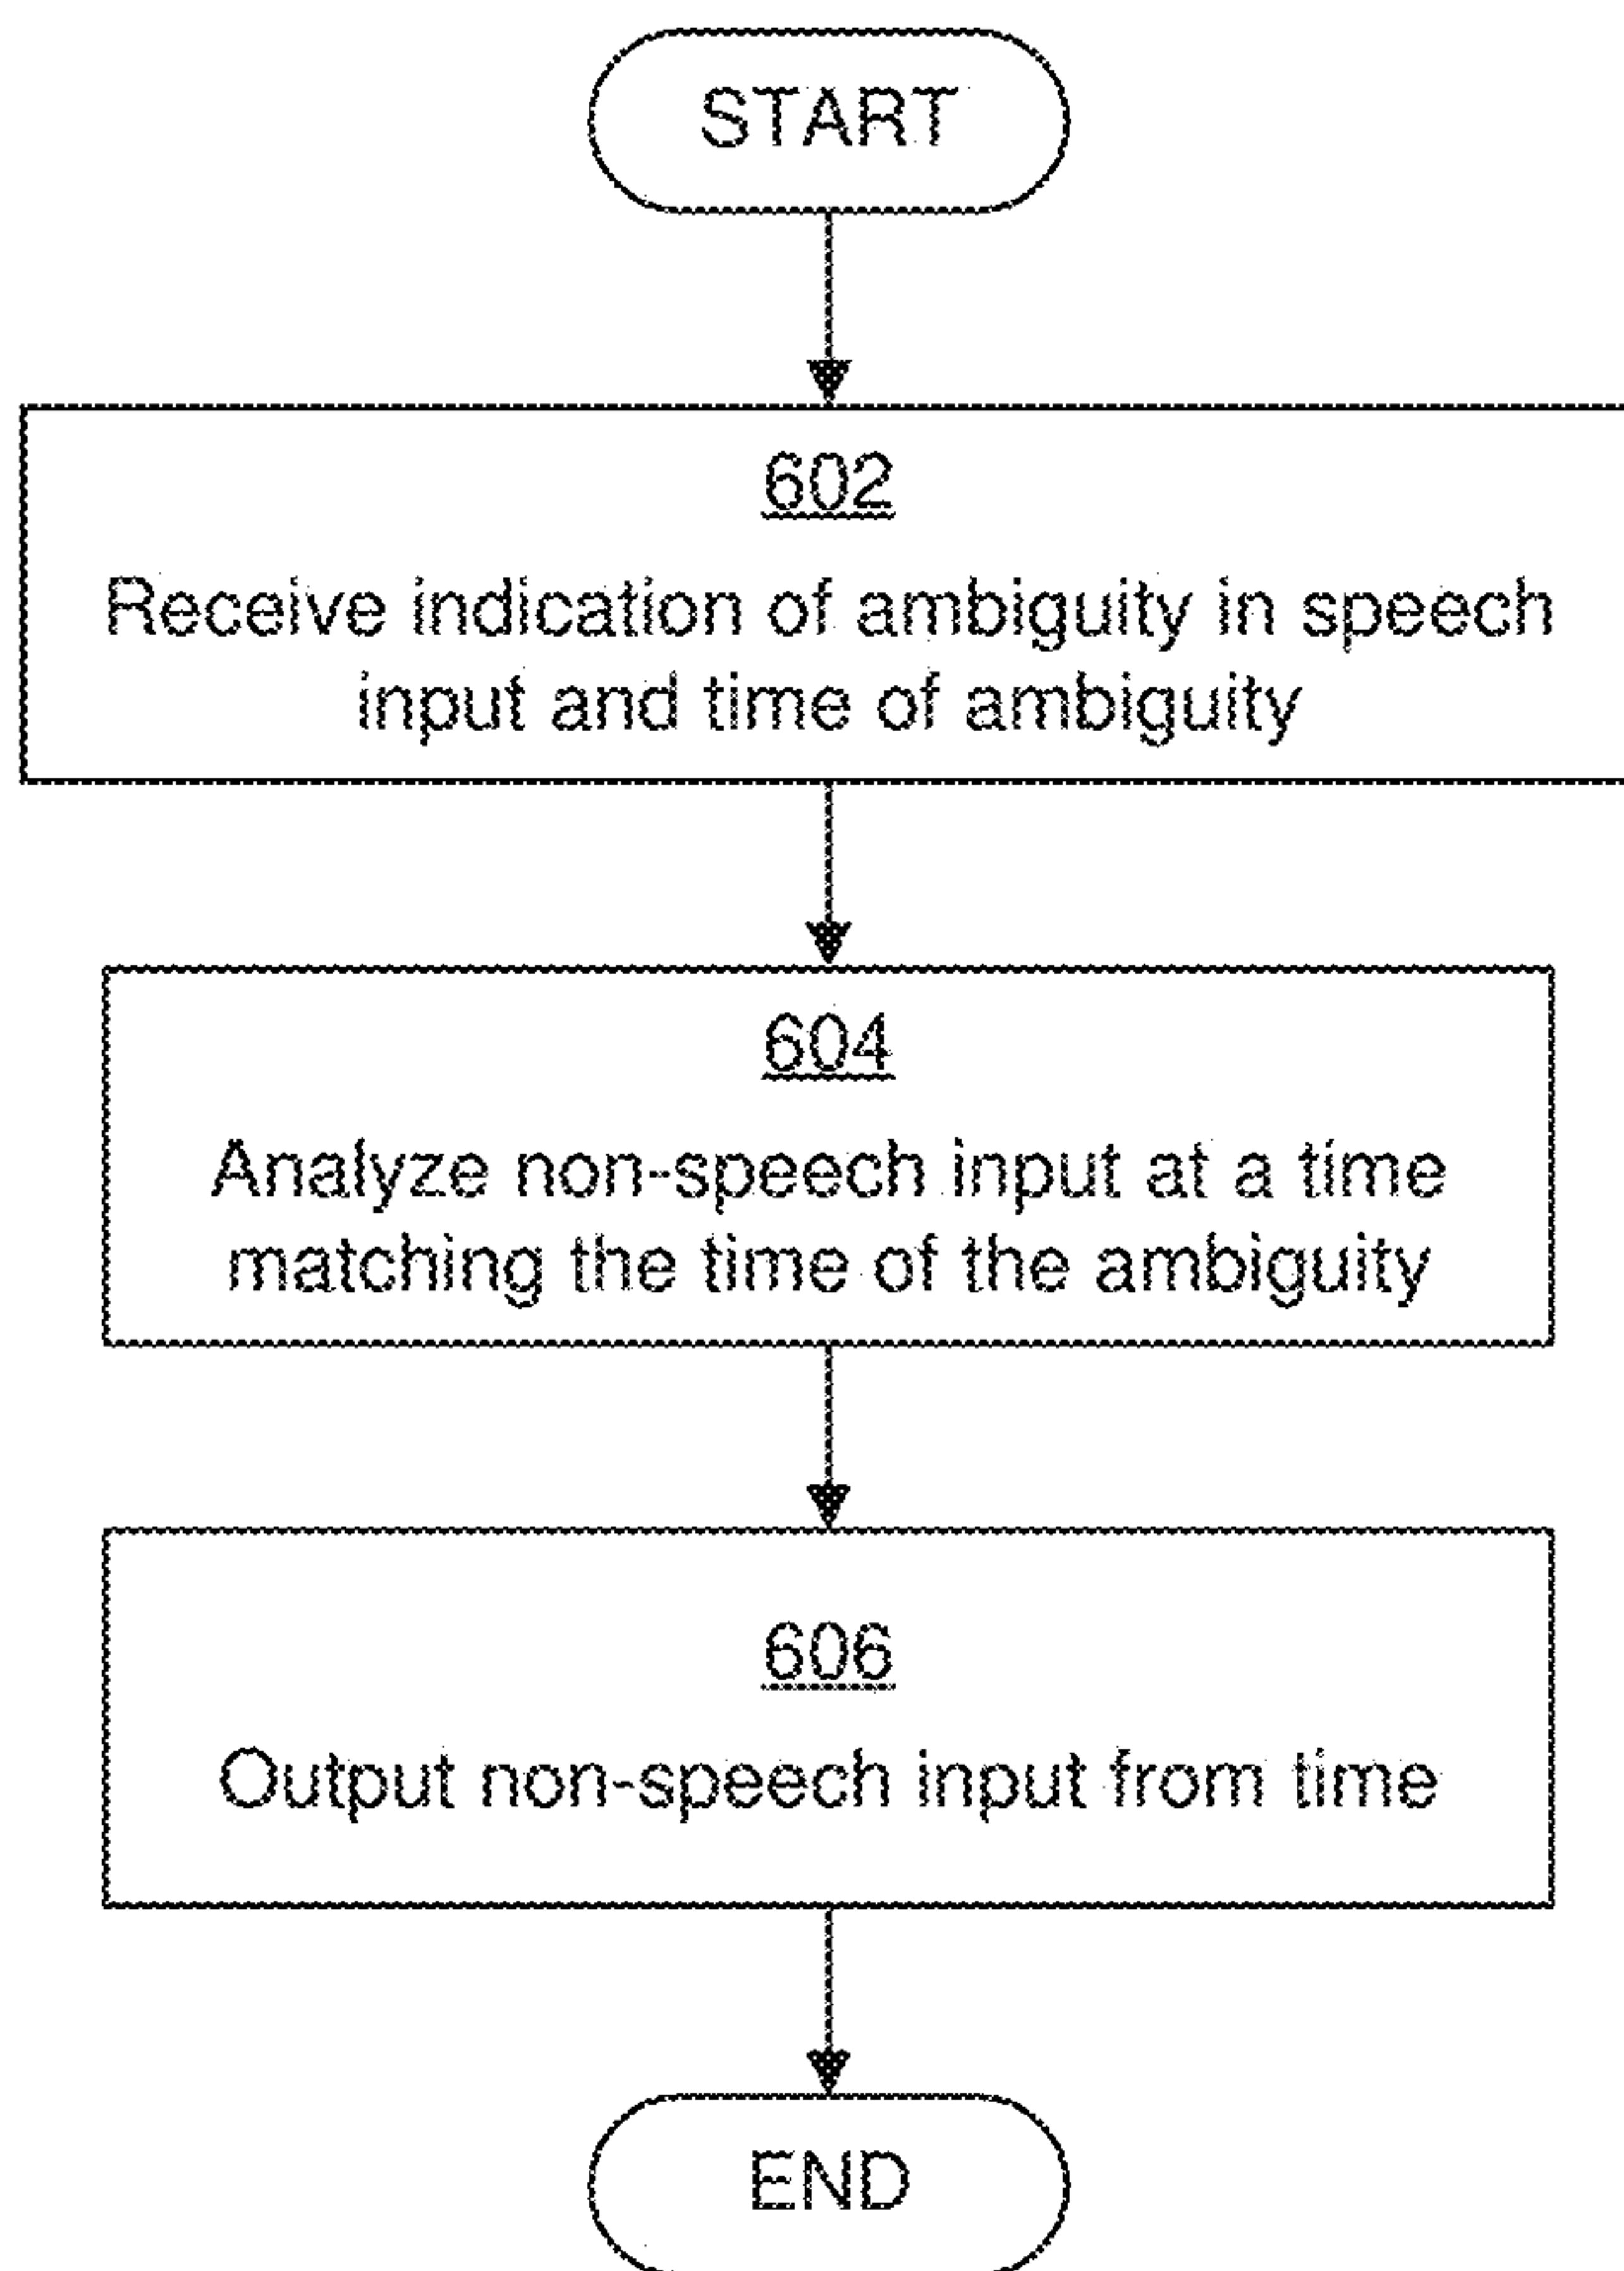 START
602
Receive indication of ambiguity in speech
input and time of ambiguity
604
Analyze non-speech input at a time
matching the time of the ambiguity
606
Output non-speech input from time
END